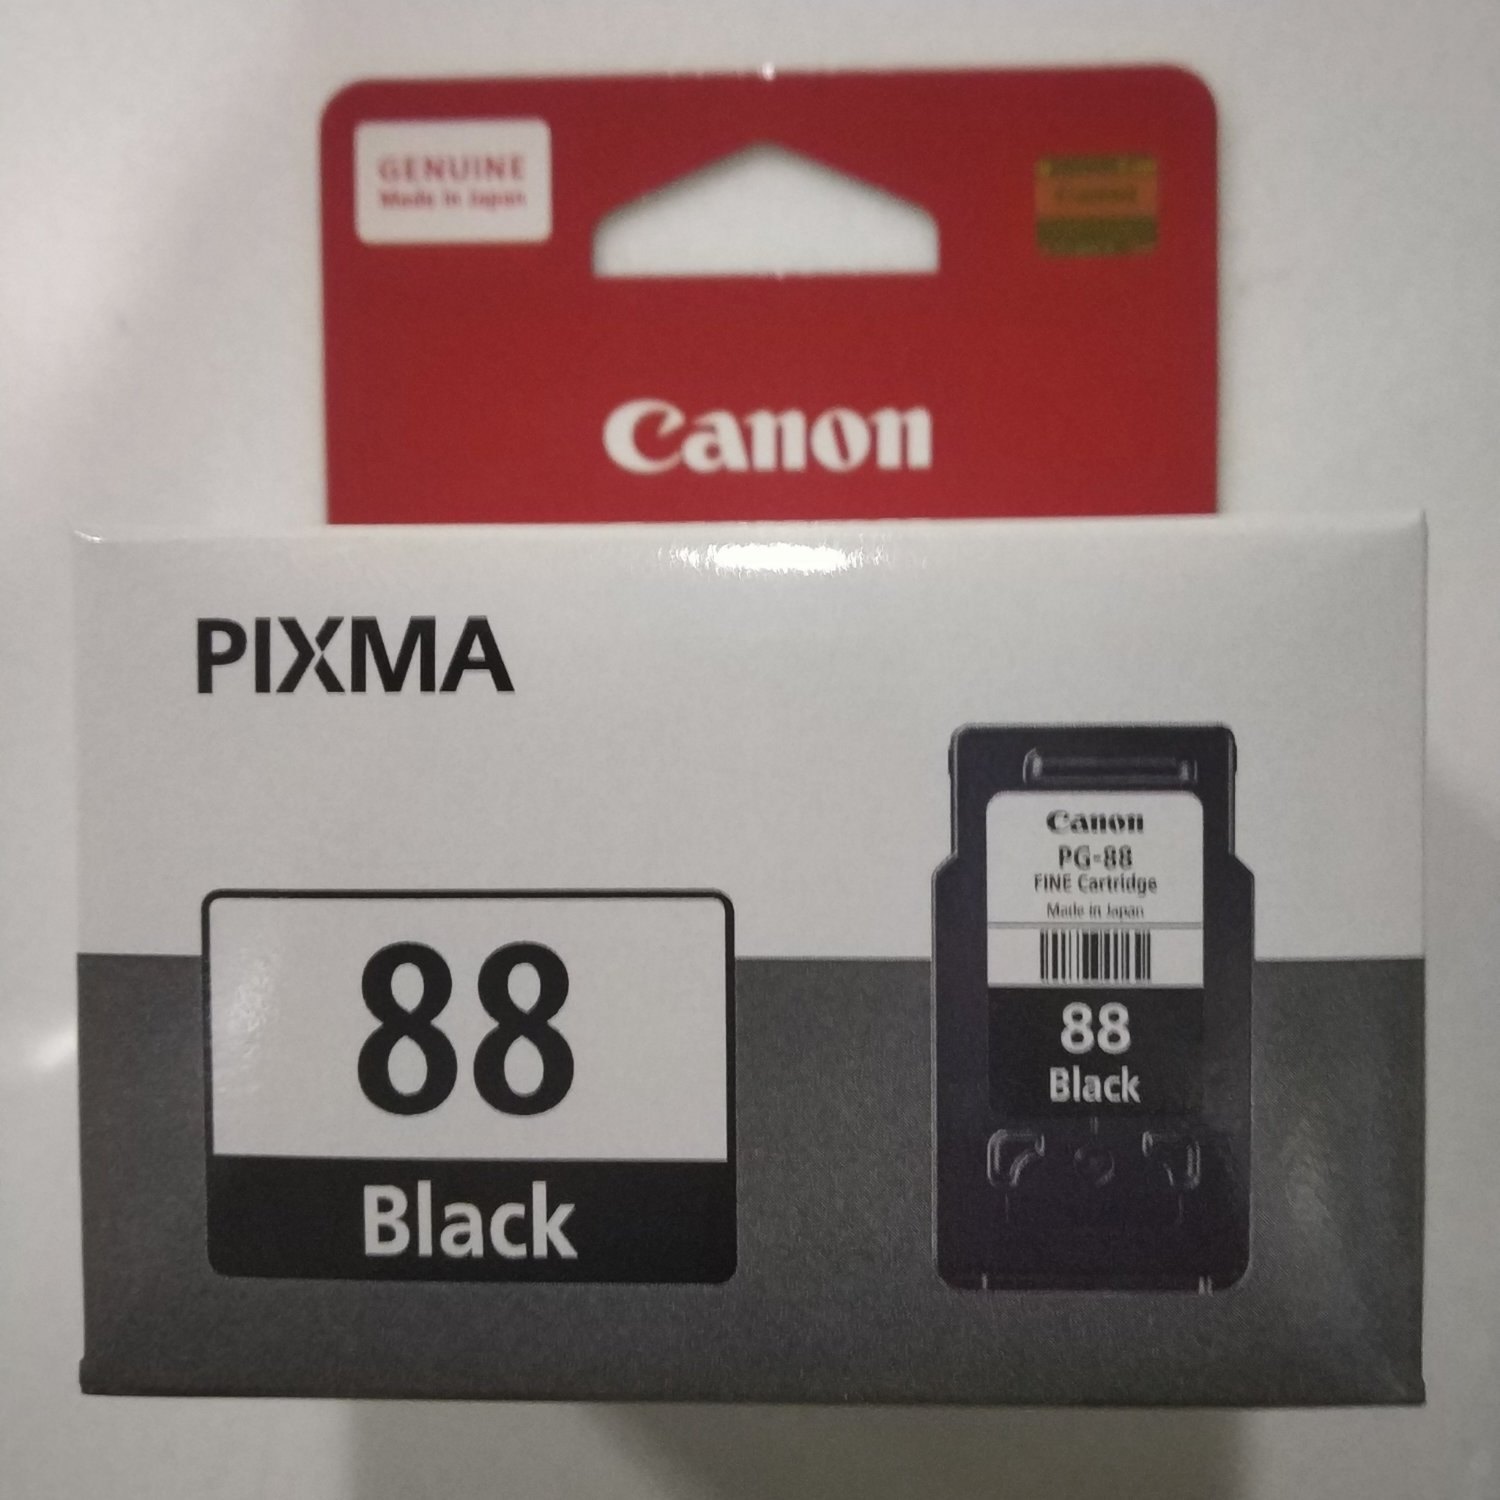 GENUINE
Made in Japan
Canon
PIXMA
88
Black
Canon
PG-88
FINE Cartridge
Made in Japan
88
Black